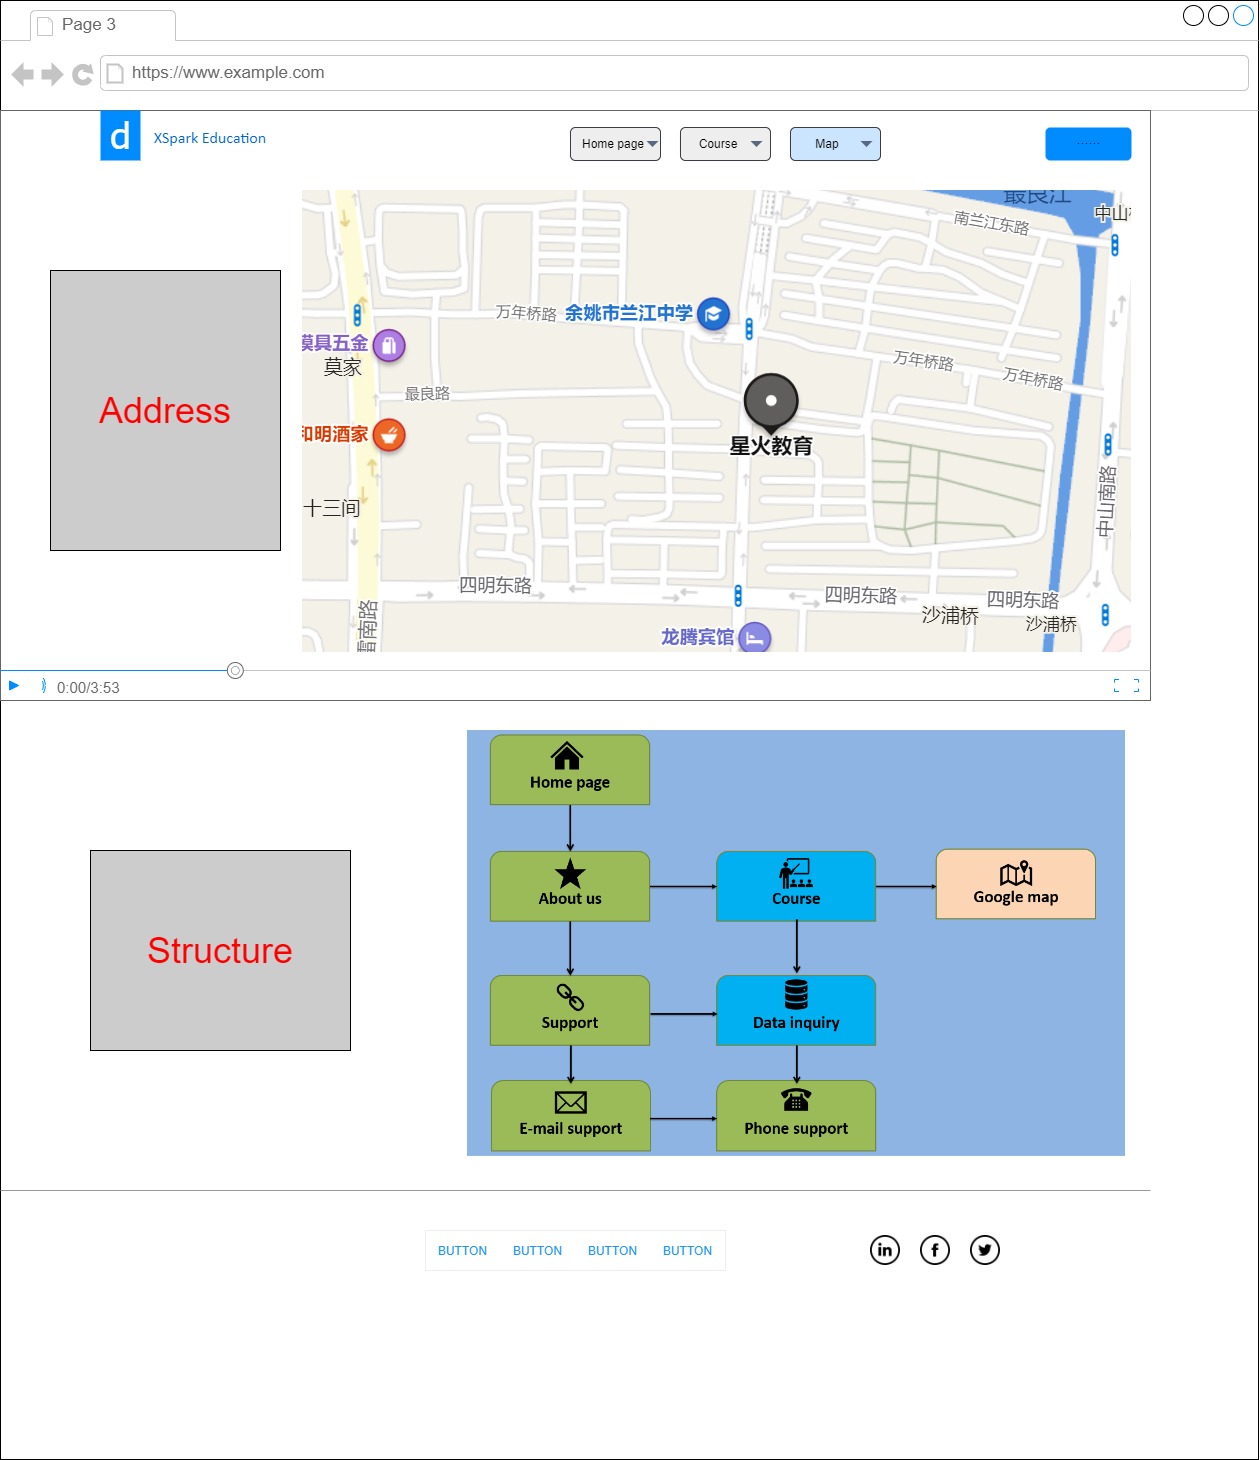 Page 3
https://www.example.com
d
XSpark Education
Home page
Course
Map
......
最良江
中山
南兰江东路
万年桥路
余姚市兰江中学
模具五金
莫家
万年桥路
万年桥路
最良路
和明酒家
星火教育
十三间
中山南路
四明东路
四明东路
四明东路
沙浦桥
沙浦桥
南路
龙腾宾馆
Address
0:00/3:53
Home page
About us
Course
Google map
Structure
Support
Data inquiry
E-mail support
Phone support
BUTTON BUTTON BUTTON BUTTON
in
f